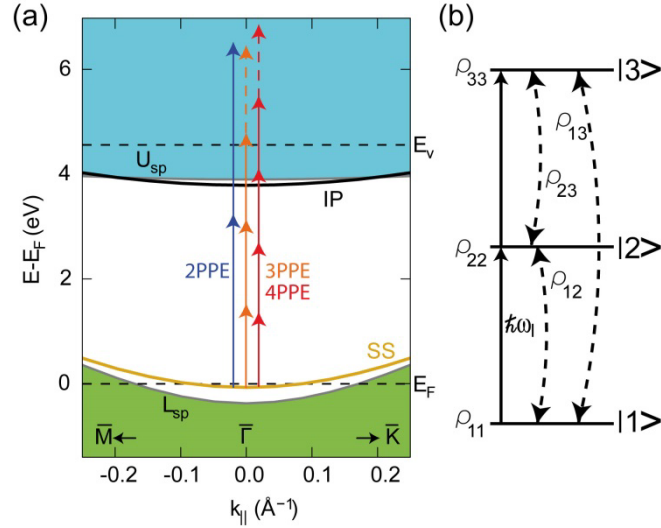 (a)
E-E_F (eV)
6
4
2
0
U_sp
E_v
IP
2PPE
3PPE
4PPE
SS
E_F
L_sp
M̅
Γ̅
K̅
-0.2
-0.1
0.0
0.1
0.2
k_|| (Å⁻¹)
(b)
ρ_33
|3>
ρ_13
ρ_23
ρ_22
|2>
ρ_12
ℏω_l
ρ_11
|1>